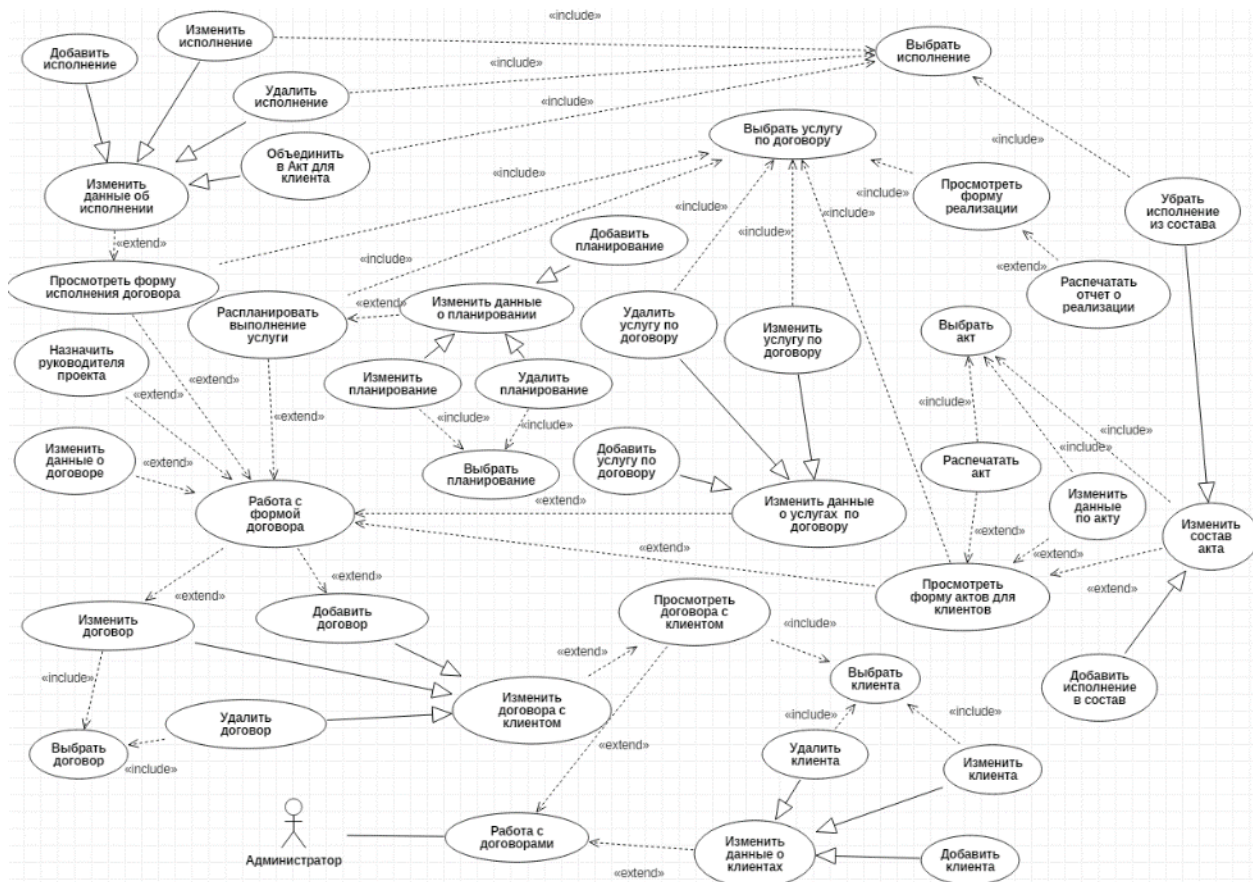 «include»
Изменить
исполнение
Добавить
исполнение
Выбрать
исполнение
«include»
Удалить
исполнение
«include»
Выбрать услугу
по договору
«include»
Объединить
в Акт для
клиента
Изменить
данные об
исполнении
«include»
«include»
Просмотреть
форму
реализации
Убрать
исполнение
из состава
«include»
«include»
«include»
«extend»
Добавить
планирование
«include»
«extend»
Просмотреть форму
исполнения договора
Распечатать
отчет о
реализации
Распланировать
выполнение
услуги
«extend»
Изменить данные
о планировании
Удалить
услугу по
договору
Изменить
услугу по
договору
Выбрать
акт
Назначить
руководителя
проекта
«extend»
«extend»
Изменить
планирование
Удалить
планирование
«extend»
«include»
«include»
«include»
«include»
«include»
Изменить
данные о
договоре
«extend»
Выбрать
планирование
Добавить
услугу по
договору
Распечатать
акт
Работа с
формой
договора
«extend»
Изменить данные
о услугах по
договору
Изменить
данные
по акту
Изменить
состав
акта
«extend»
«extend»
«extend»
«extend»
«extend»
«extend»
Просмотреть
форму актов для
клиентов
Изменить
договор
Добавить
договор
Просмотреть
договора с
клиентом
«include»
«extend»
«include»
Выбрать
клиента
Добавить
исполнение
в состав
Изменить
договора с
клиентом
Удалить
договор
«include»
«include»
Выбрать
договор
«include»
«extend»
Удалить
клиента
Изменить
клиента
Работа с
договорами
Изменить
данные о
клиентах
Добавить
клиента
Администратор
«extend»